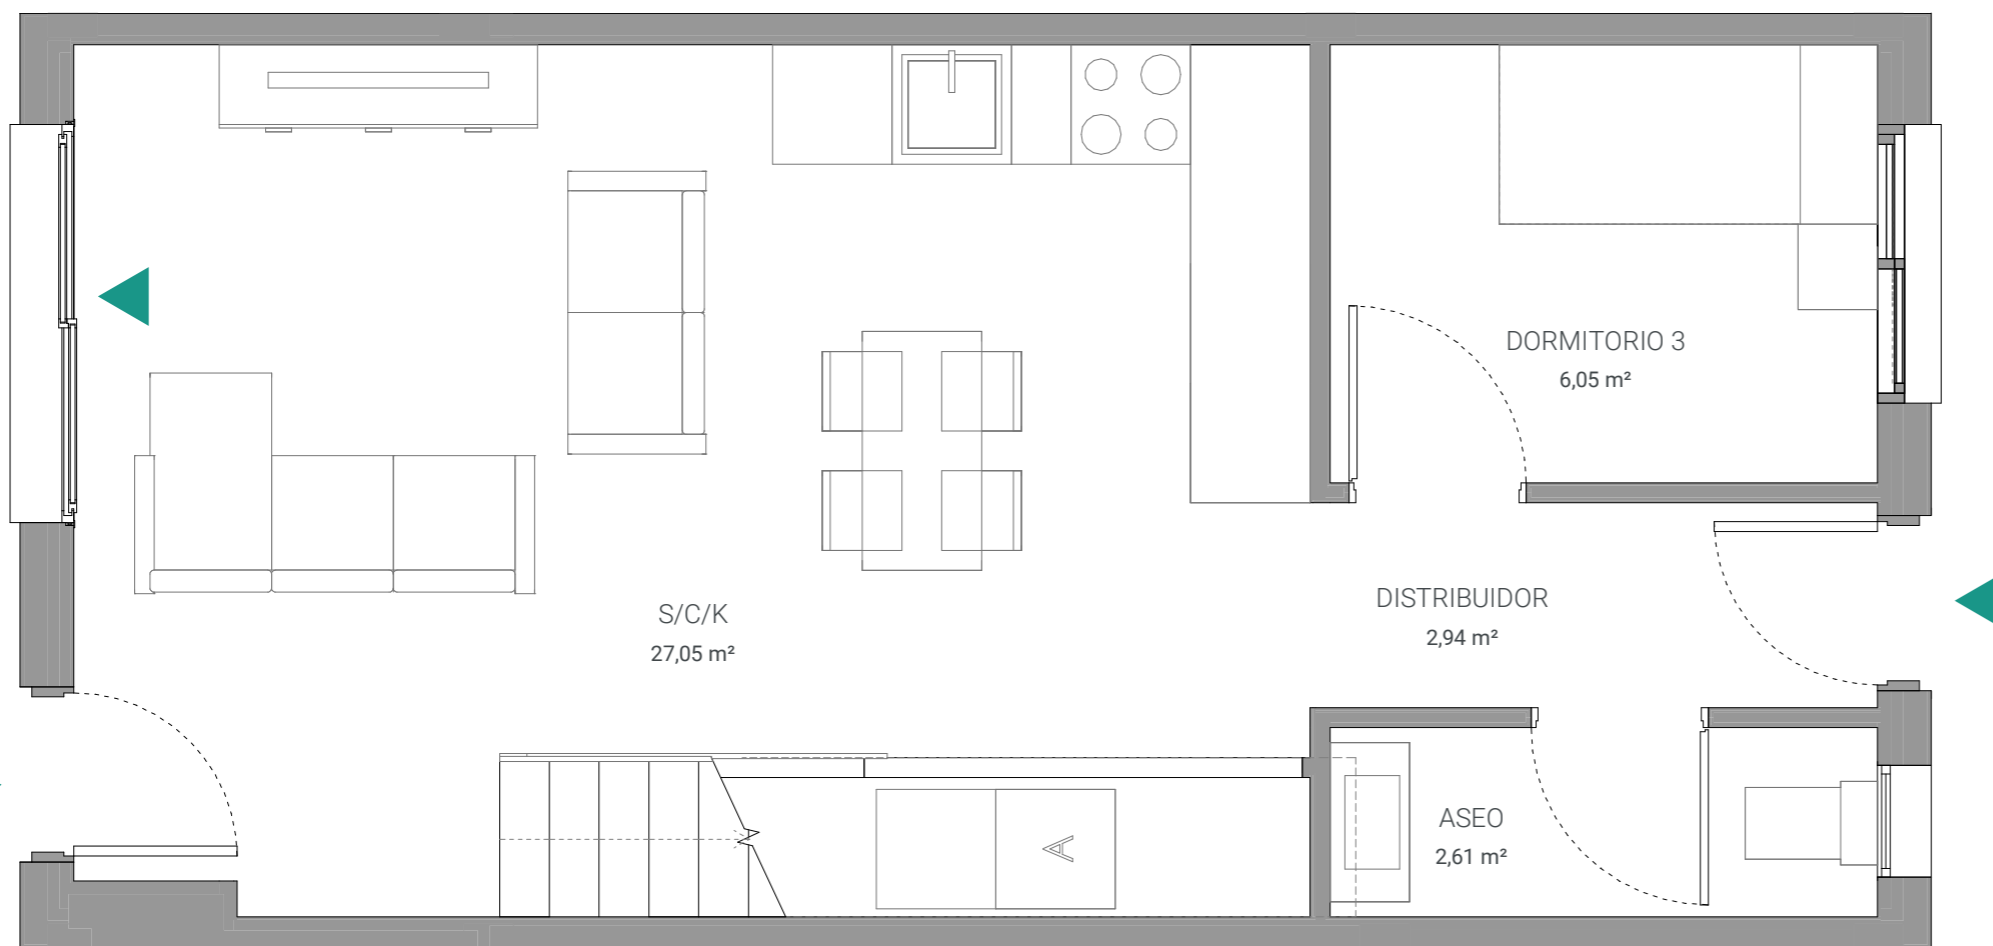 DORMITORIO 3
6,05 m²
S/C/K
27,05 m²
DISTRIBUIDOR
2,94 m²
A
ASEO
2,61 m²